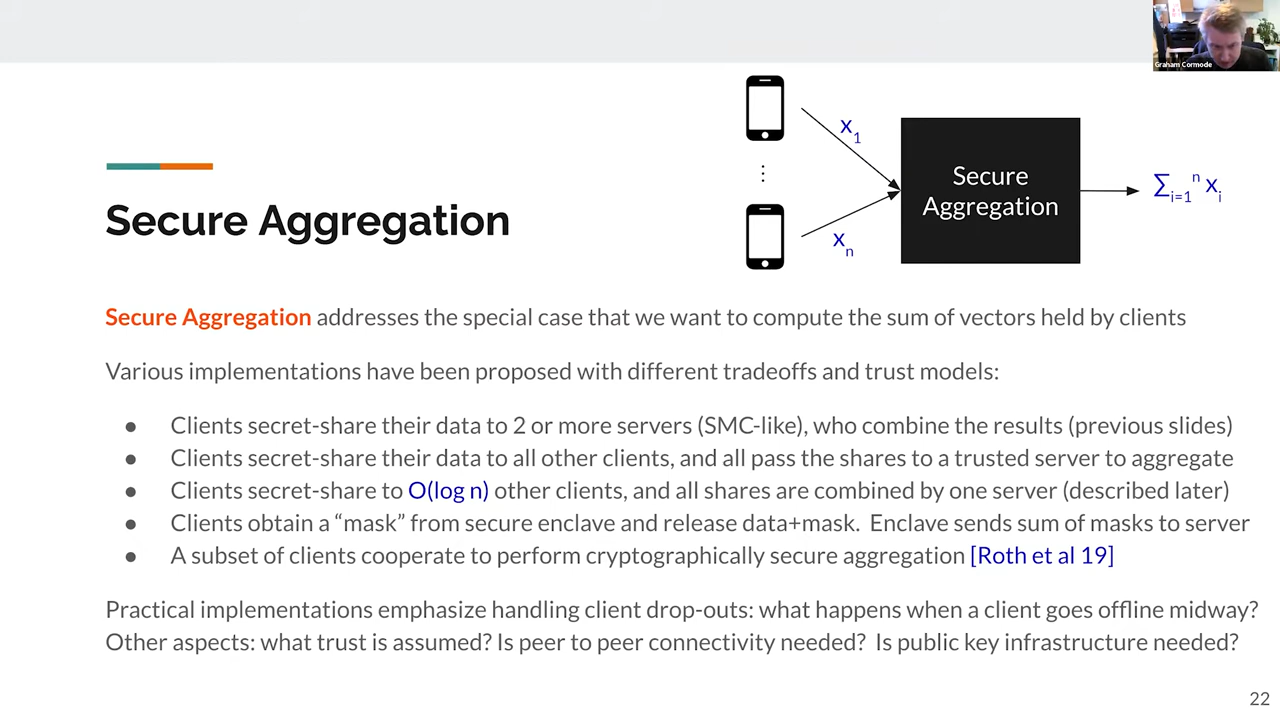 Graham Cormode
x1
Secure
Aggregation
∑i=1n xi
⋮
xn
Secure Aggregation
Secure Aggregation addresses the special case that we want to compute the sum of vectors held by clients
Various implementations have been proposed with different tradeoffs and trust models:
● Clients secret-share their data to 2 or more servers (SMC-like), who combine the results (previous slides)
● Clients secret-share their data to all other clients, and all pass the shares to a trusted server to aggregate
● Clients secret-share to O(log n) other clients, and all shares are combined by one server (described later)
● Clients obtain a “mask” from secure enclave and release data+mask. Enclave sends sum of masks to server
● A subset of clients cooperate to perform cryptographically secure aggregation [Roth et al 19]
Practical implementations emphasize handling client drop-outs: what happens when a client goes offline midway?
Other aspects: what trust is assumed? Is peer to peer connectivity needed? Is public key infrastructure needed?
22